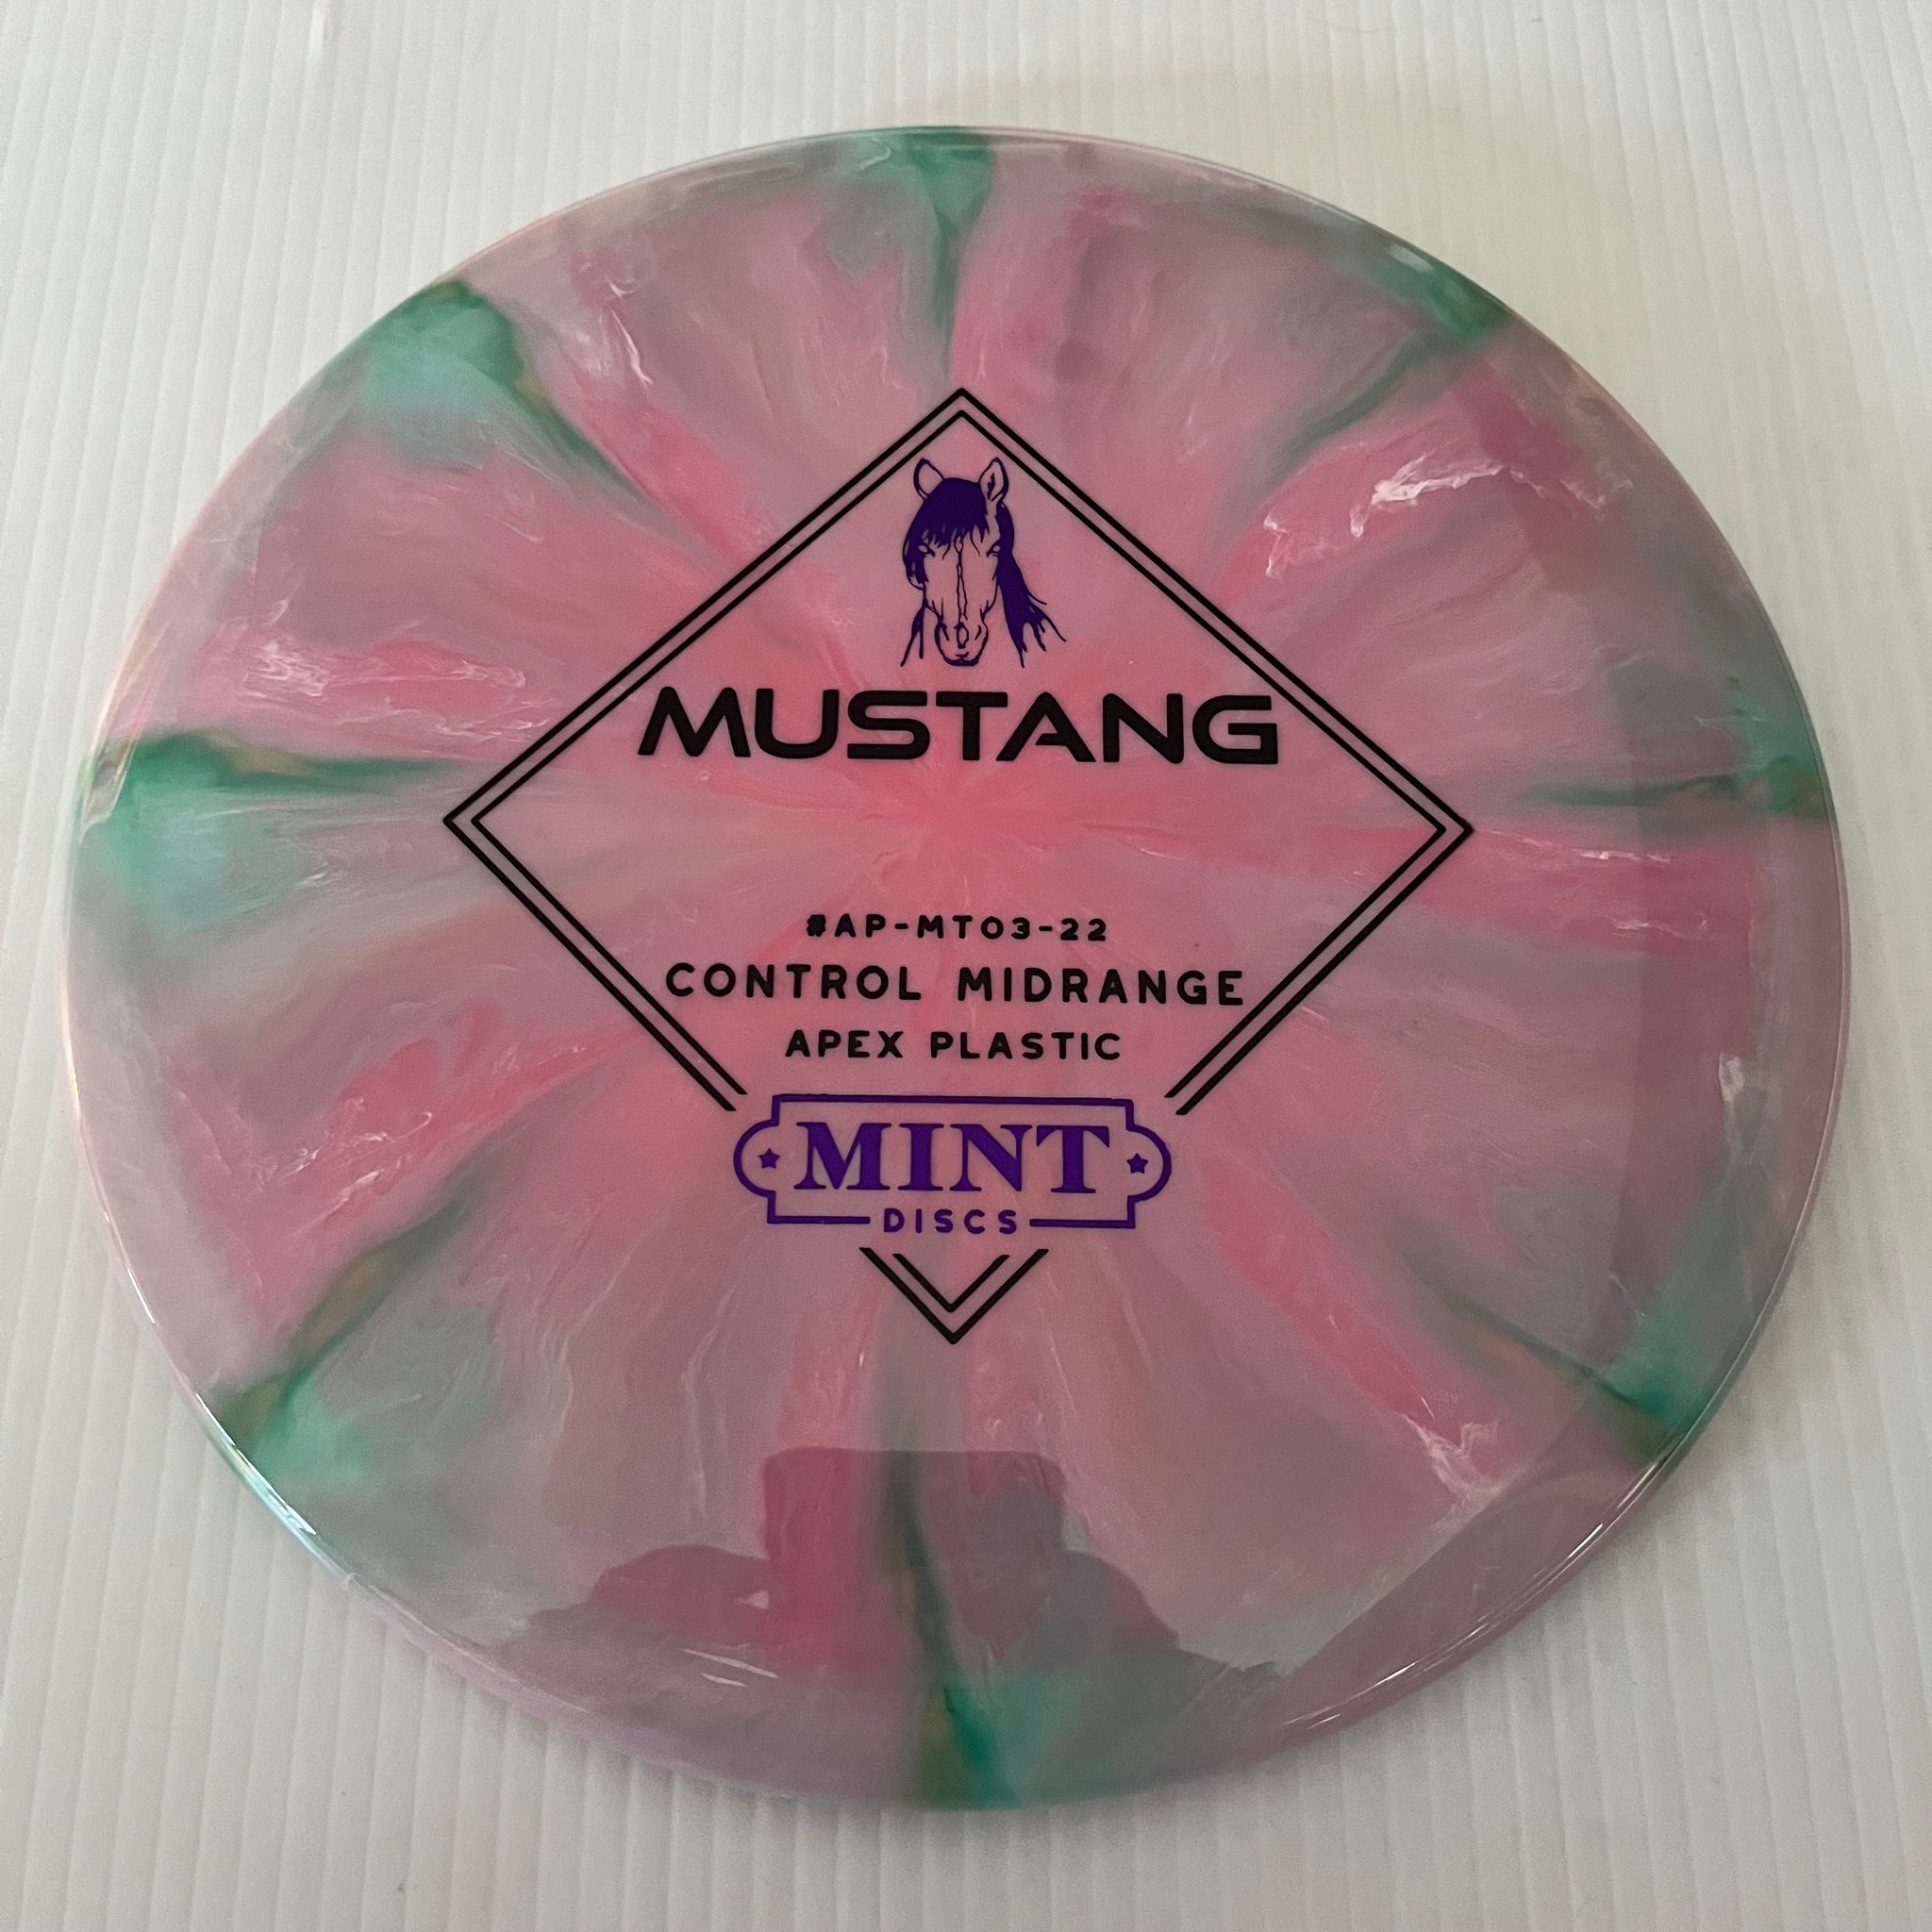 MUSTANG
#AP-MT03-22
CONTROL MIDRANGE
APEX PLASTIC
MINT
DISCS